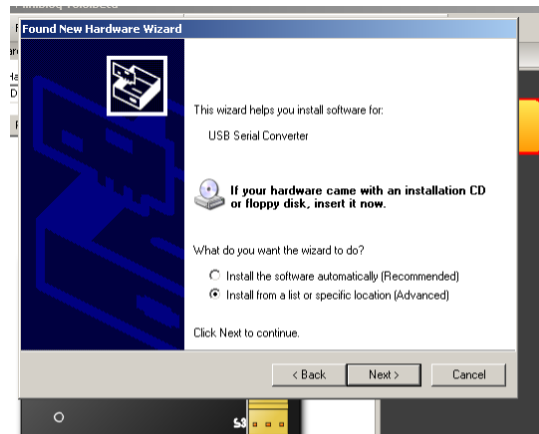 Found New Hardware Wizard
This wizard helps you install software for:
USB Serial Converter
If your hardware came with an installation CD
or floppy disk, insert it now.
What do you want the wizard to do?
Install the software automatically (Recommended)
Install from a list or specific location (Advanced)
Click Next to continue.
< Back
Next >
Cancel
S3